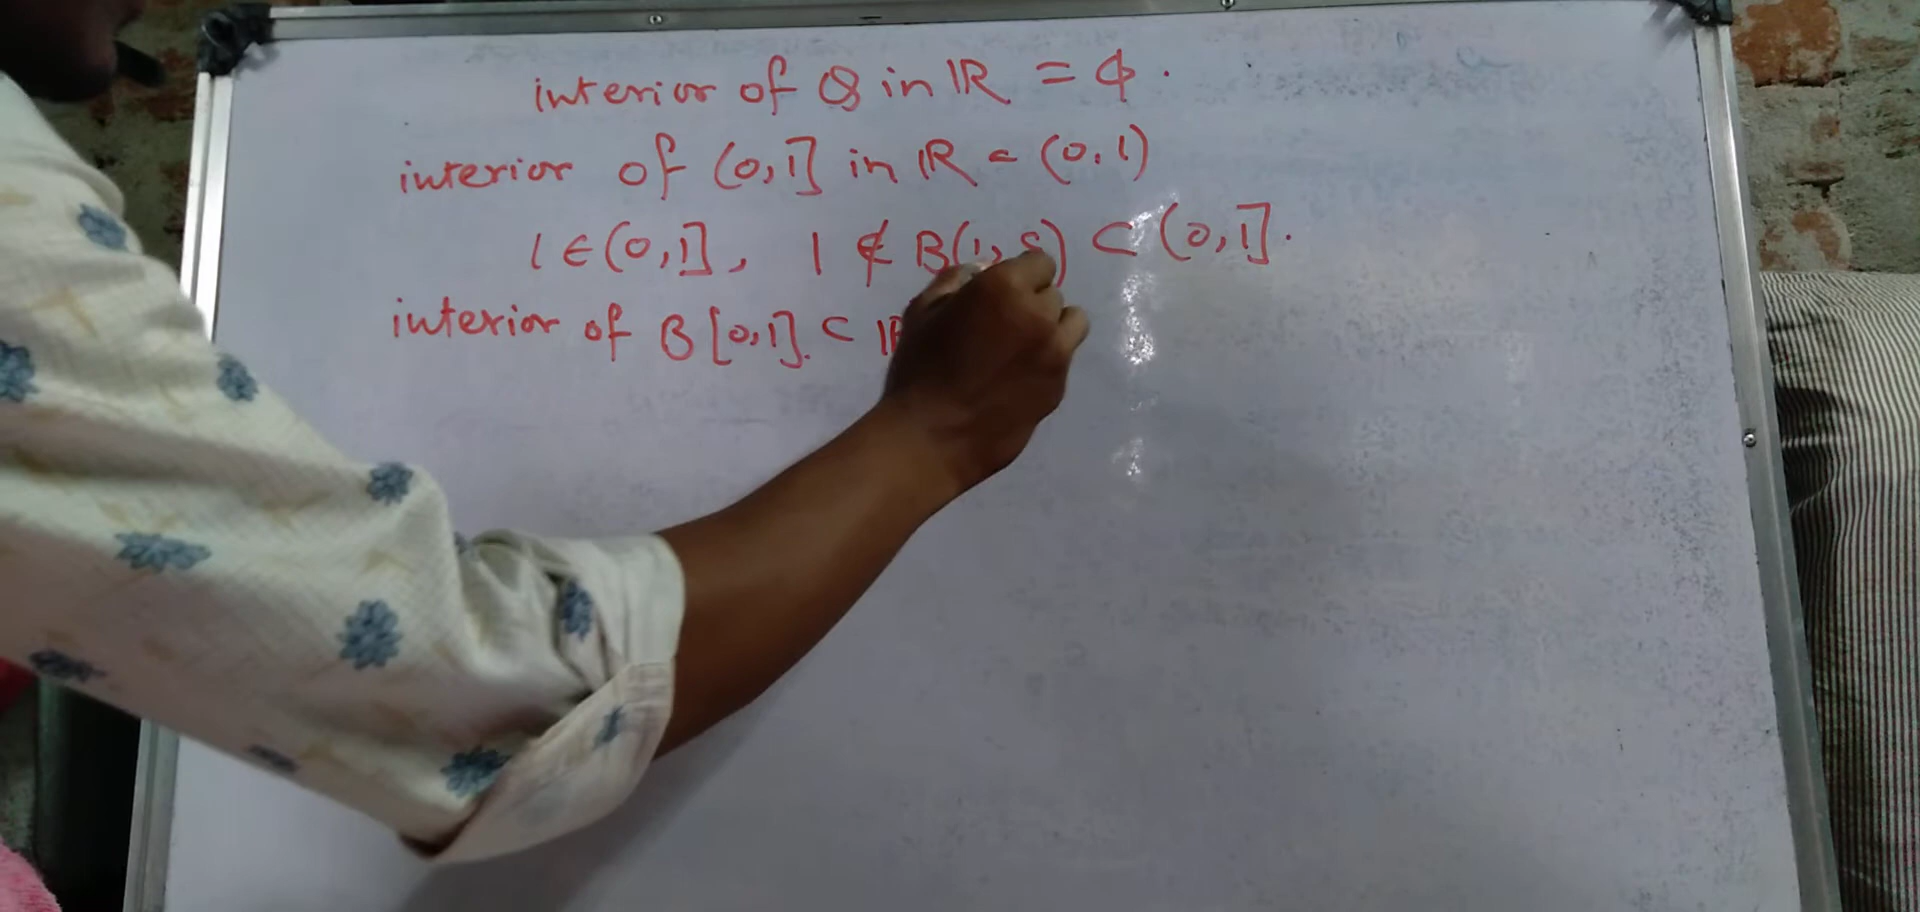 interior of Q in ℝ = ϕ.
interior of (0,1] in ℝ = (0,1)
1 ∈ (0,1], 1 ∉ B(1, ) ⊂ (0,1].
interior of B[0,1]. ⊂ ℝ